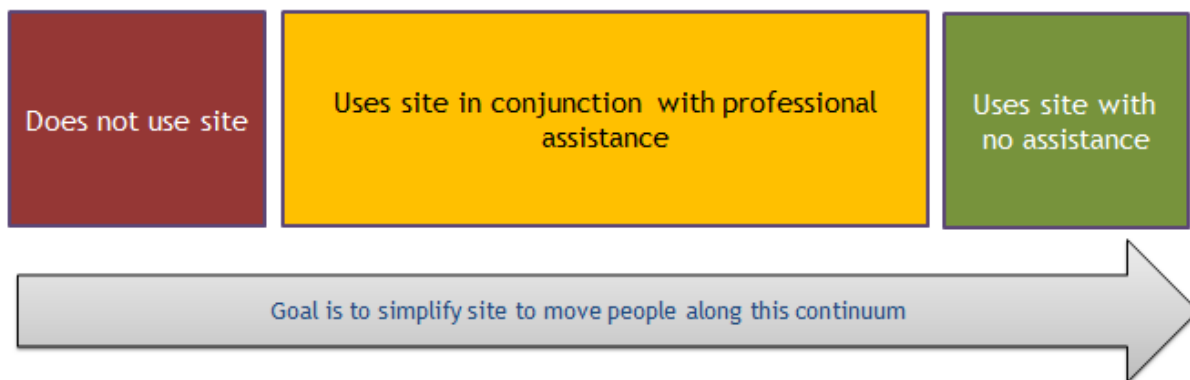 Does not use site
Uses site in conjunction with professional
assistance
Uses site with
no assistance
Goal is to simplify site to move people along this continuum